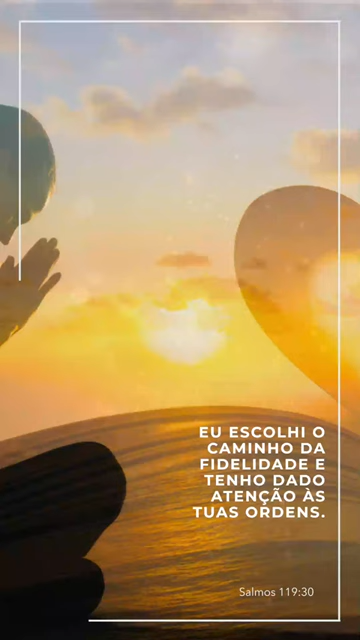 EU ESCOLHI O
CAMINHO DA
FIDELIDADE E
TENHO DADO
ATENÇÃO ÀS
TUAS ORDENS.
Salmos 119:30